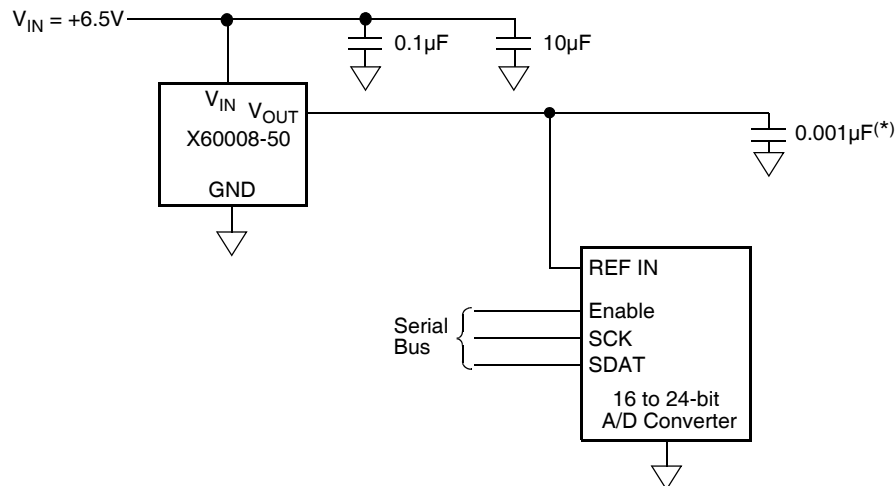 V_IN = +6.5V
0.1µF
10µF
V_IN
V_OUT
X60008-50
GND
0.001µF(*)
REF IN
Enable
SCK
SDAT
Serial
Bus
16 to 24-bit
A/D Converter